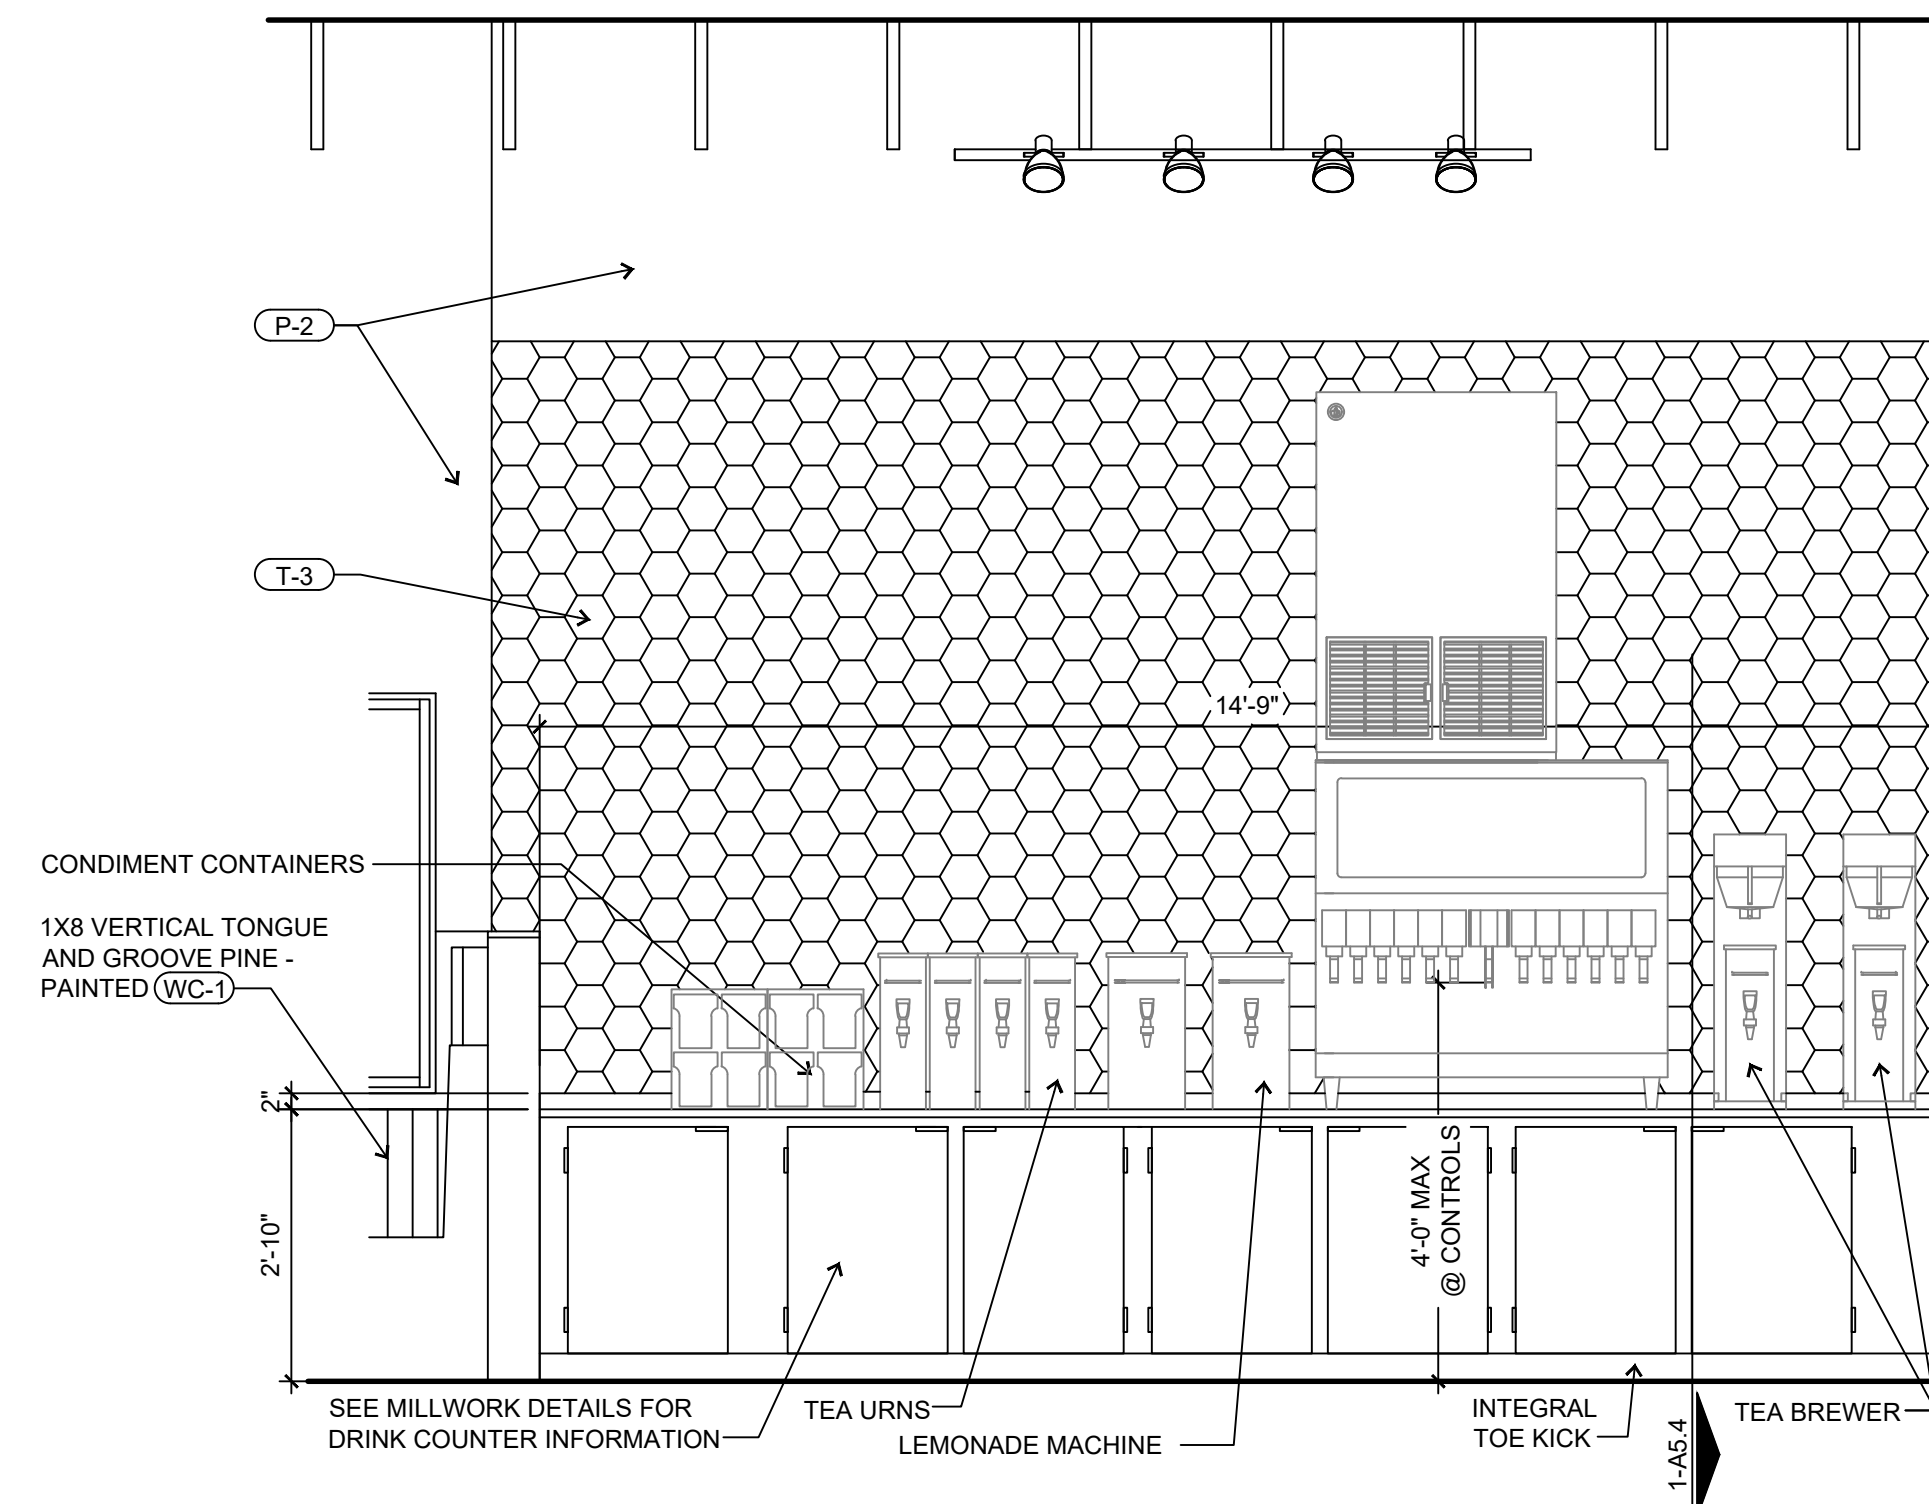 P-2
T-3
14'-9"
CONDIMENT CONTAINERS
1X8 VERTICAL TONGUE
AND GROOVE PINE -
PAINTED WC-1
2"
2'-10"
4'-0" MAX
@ CONTROLS
SEE MILLWORK DETAILS FOR
DRINK COUNTER INFORMATION
TEA URNS
LEMONADE MACHINE
INTEGRAL
TOE KICK
1-A5.4
TEA BREWER